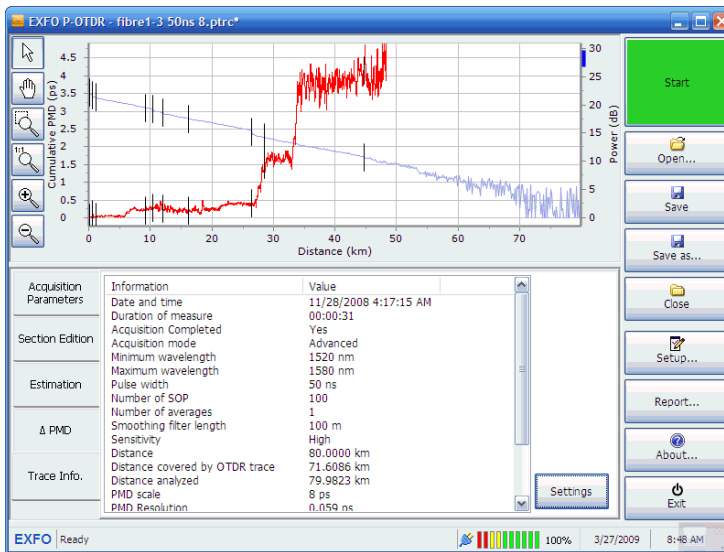 EXFO P-OTDR - fibre1-3 50ns 8.ptrc*
Cumulative PMD (ps)
4.5
4
3.5
3
2.5
2
1.5
1
0.5
0
30
25
20
15
10
5
0
Power (dB)
0 10 20 30 40 50 60 70
Distance (km)
1:1
Start
Open...
Save
Save as...
Close
Setup...
Report...
About...
Exit
Acquisition
Parameters
Section Edition
Estimation
Δ PMD
Trace Info.
Information Value
Date and time 11/28/2008 4:17:15 AM
Duration of measure 00:00:31
Acquisition Completed Yes
Acquisition mode Advanced
Minimum wavelength 1520 nm
Maximum wavelength 1580 nm
Pulse width 50 ns
Number of SOP 100
Number of averages 1
Smoothing filter length 100 m
Sensitivity High
Distance 80.0000 km
Distance covered by OTDR trace 71.6086 km
Distance analyzed 79.9823 km
PMD scale 8 ps
PMD Resolution 0.059 ps
Settings
EXFO Ready 100% 3/27/2009 8:48 AM